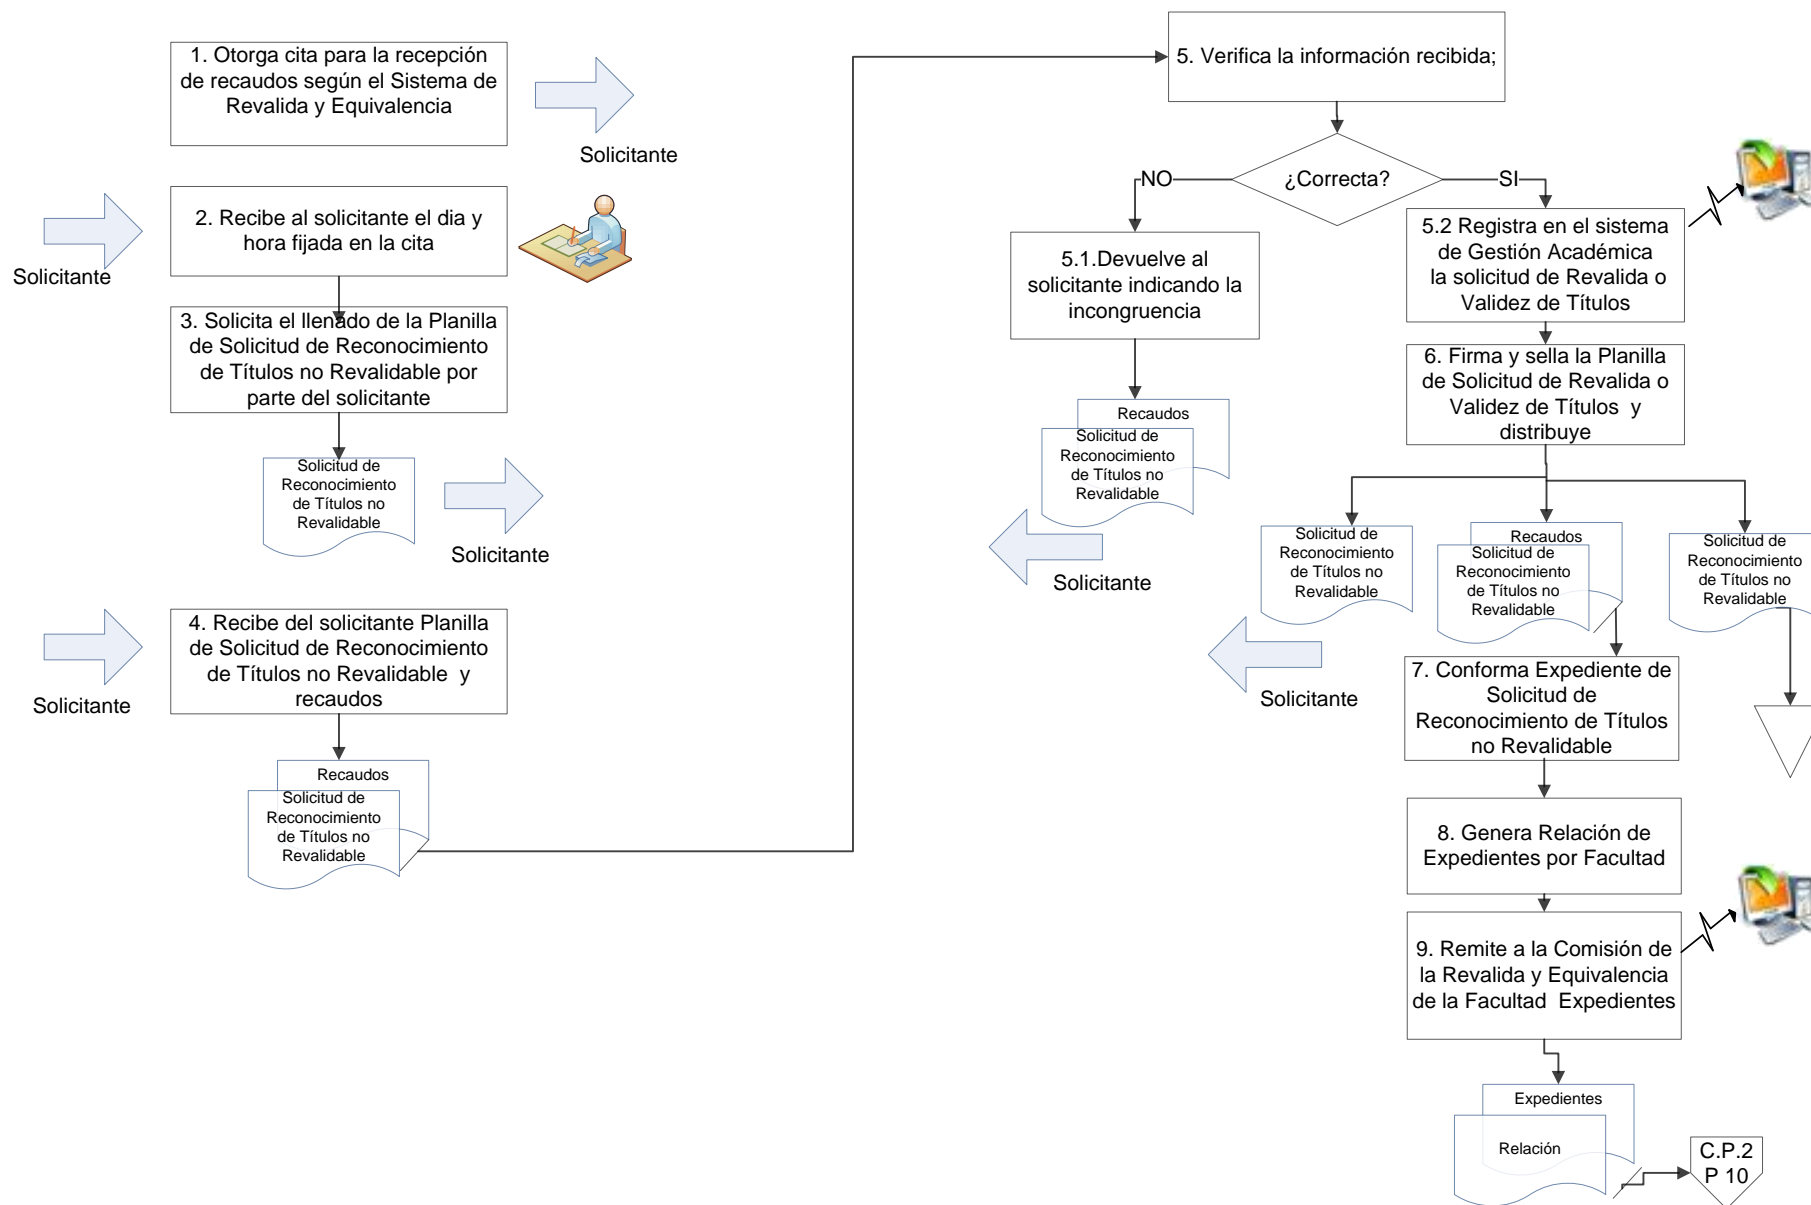 1. Otorga cita para la recepción
de recaudos según el Sistema de
Revalida y Equivalencia
Solicitante
2. Recibe al solicitante el dia y
hora fijada en la cita
Solicitante
3. Solicita el llenado de la Planilla
de Solicitud de Reconocimiento
de Títulos no Revalidable por
parte del solicitante
Solicitud de
Reconocimiento
de Títulos no
Revalidable
Solicitante
4. Recibe del solicitante Planilla
de Solicitud de Reconocimiento
de Títulos no Revalidable y
recaudos
Solicitante
Recaudos
Solicitud de
Reconocimiento
de Títulos no
Revalidable
5. Verifica la información recibida;
¿Correcta?
NO
SI
5.1.Devuelve al
solicitante indicando la
incongruencia
Recaudos
Solicitud de
Reconocimiento
de Títulos no
Revalidable
Solicitante
5.2 Registra en el sistema
de Gestión Académica
la solicitud de Revalida o
Validez de Títulos
6. Firma y sella la Planilla
de Solicitud de Revalida o
Validez de Títulos y
distribuye
Solicitud de
Reconocimiento
de Títulos no
Revalidable
Solicitante
Recaudos
Solicitud de
Reconocimiento
de Títulos no
Revalidable
Solicitud de
Reconocimiento
de Títulos no
Revalidable
7. Conforma Expediente de
Solicitud de
Reconocimiento de Títulos
no Revalidable
8. Genera Relación de
Expedientes por Facultad
9. Remite a la Comisión de
la Revalida y Equivalencia
de la Facultad Expedientes
Expedientes
Relación
C.P.2
P 10